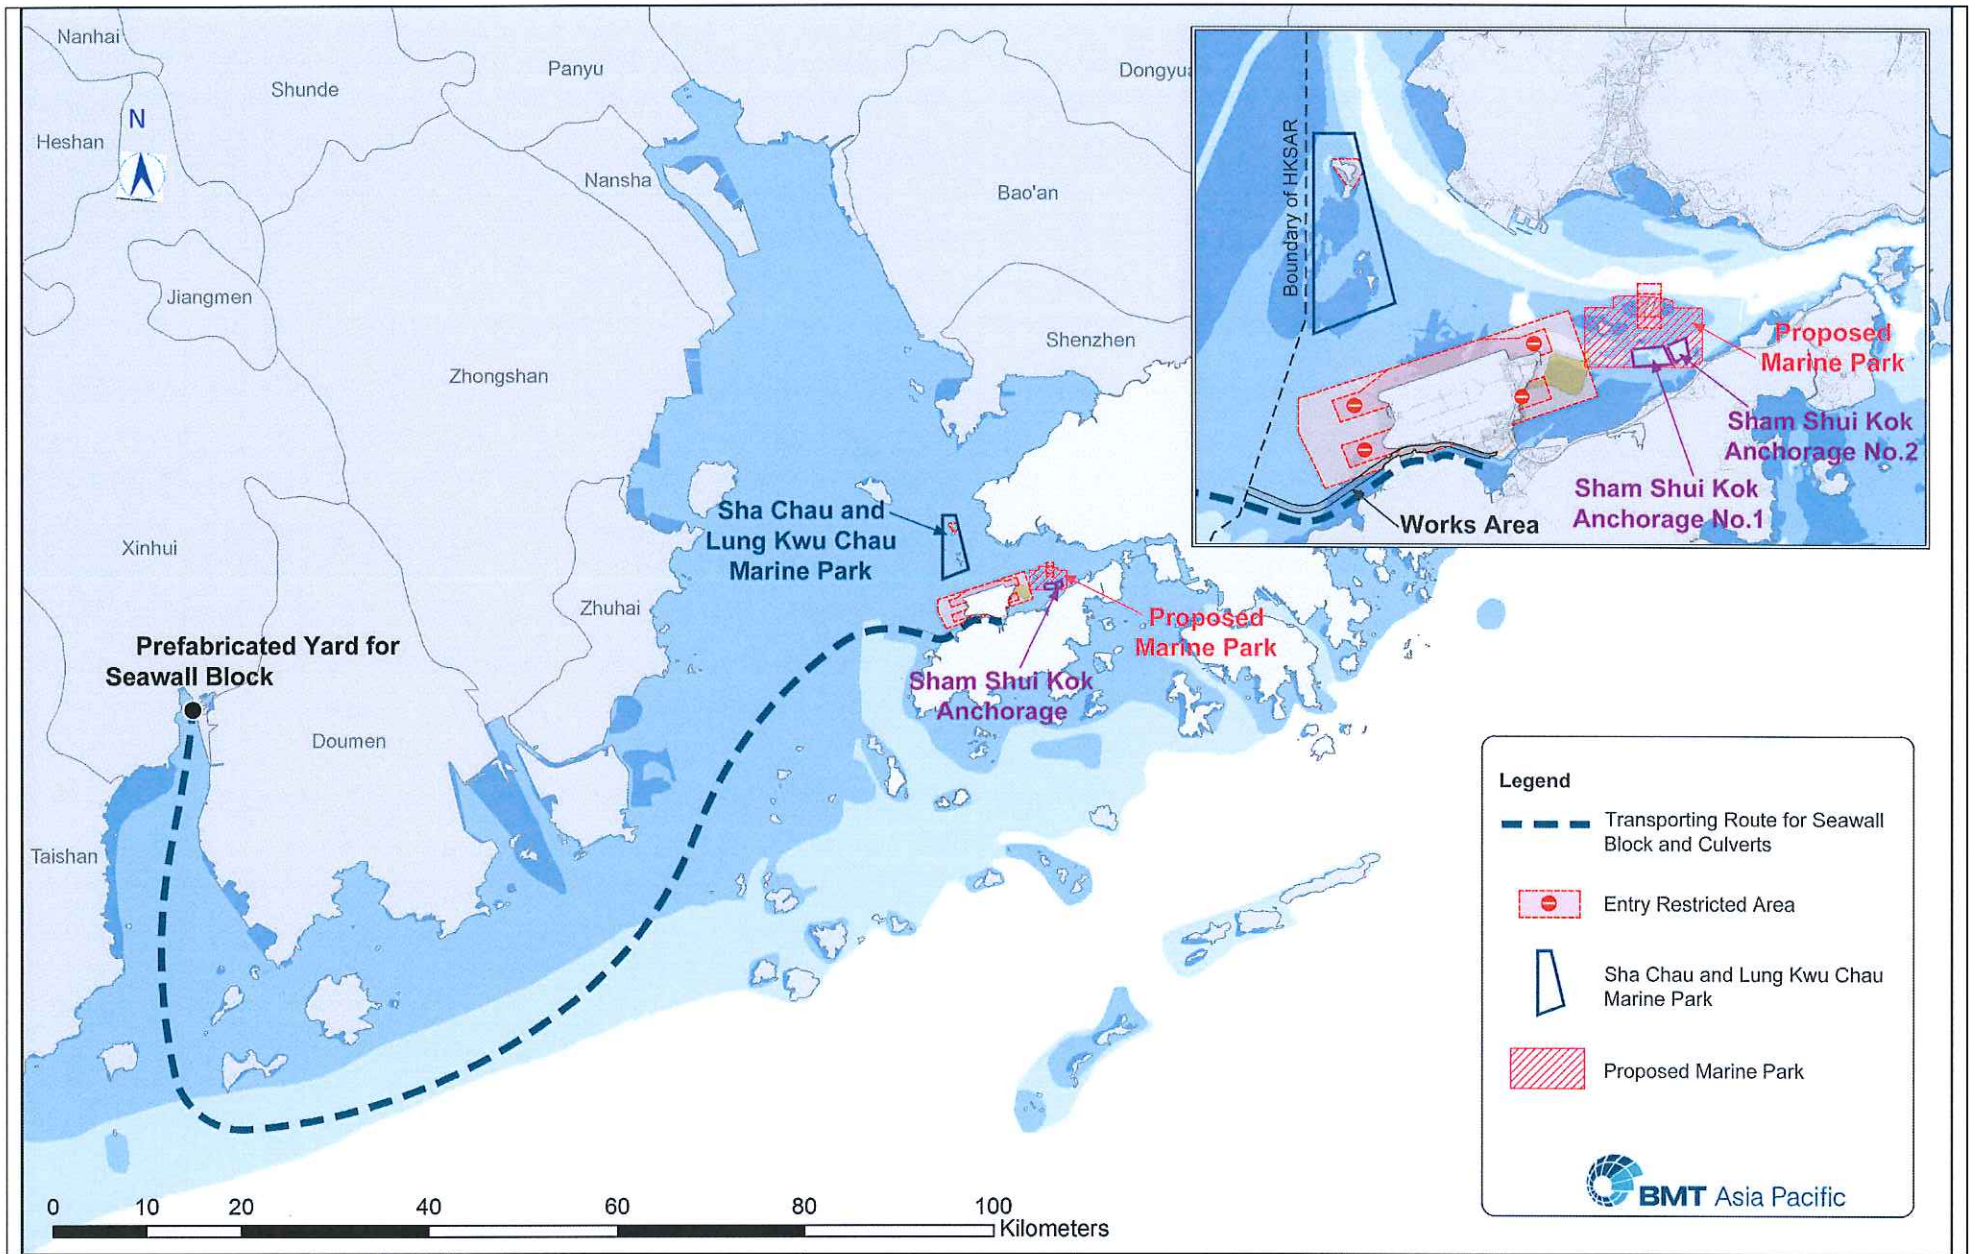 Nanhai
Shunde
Panyu
Dongyua
N
Heshan
Nansha
Bao'an
Jiangmen
Shenzhen
Zhongshan
Xinhui
Sha Chau and
Lung Kwu Chau
Marine Park
Zhuhai
Prefabricated Yard for
Seawall Block
Proposed
Marine Park
Sham Shui Kok
Anchorage
Doumen
Taishan
Boundary of HKSAR
Proposed
Marine Park
Sham Shui Kok
Anchorage No.2
Sham Shui Kok
Anchorage No.1
Works Area
Legend
Transporting Route for Seawall
Block and Culverts
Entry Restricted Area
Sha Chau and Lung Kwu Chau
Marine Park
Proposed Marine Park
BMT Asia Pacific
0 10 20 40 60 80 100
Kilometers